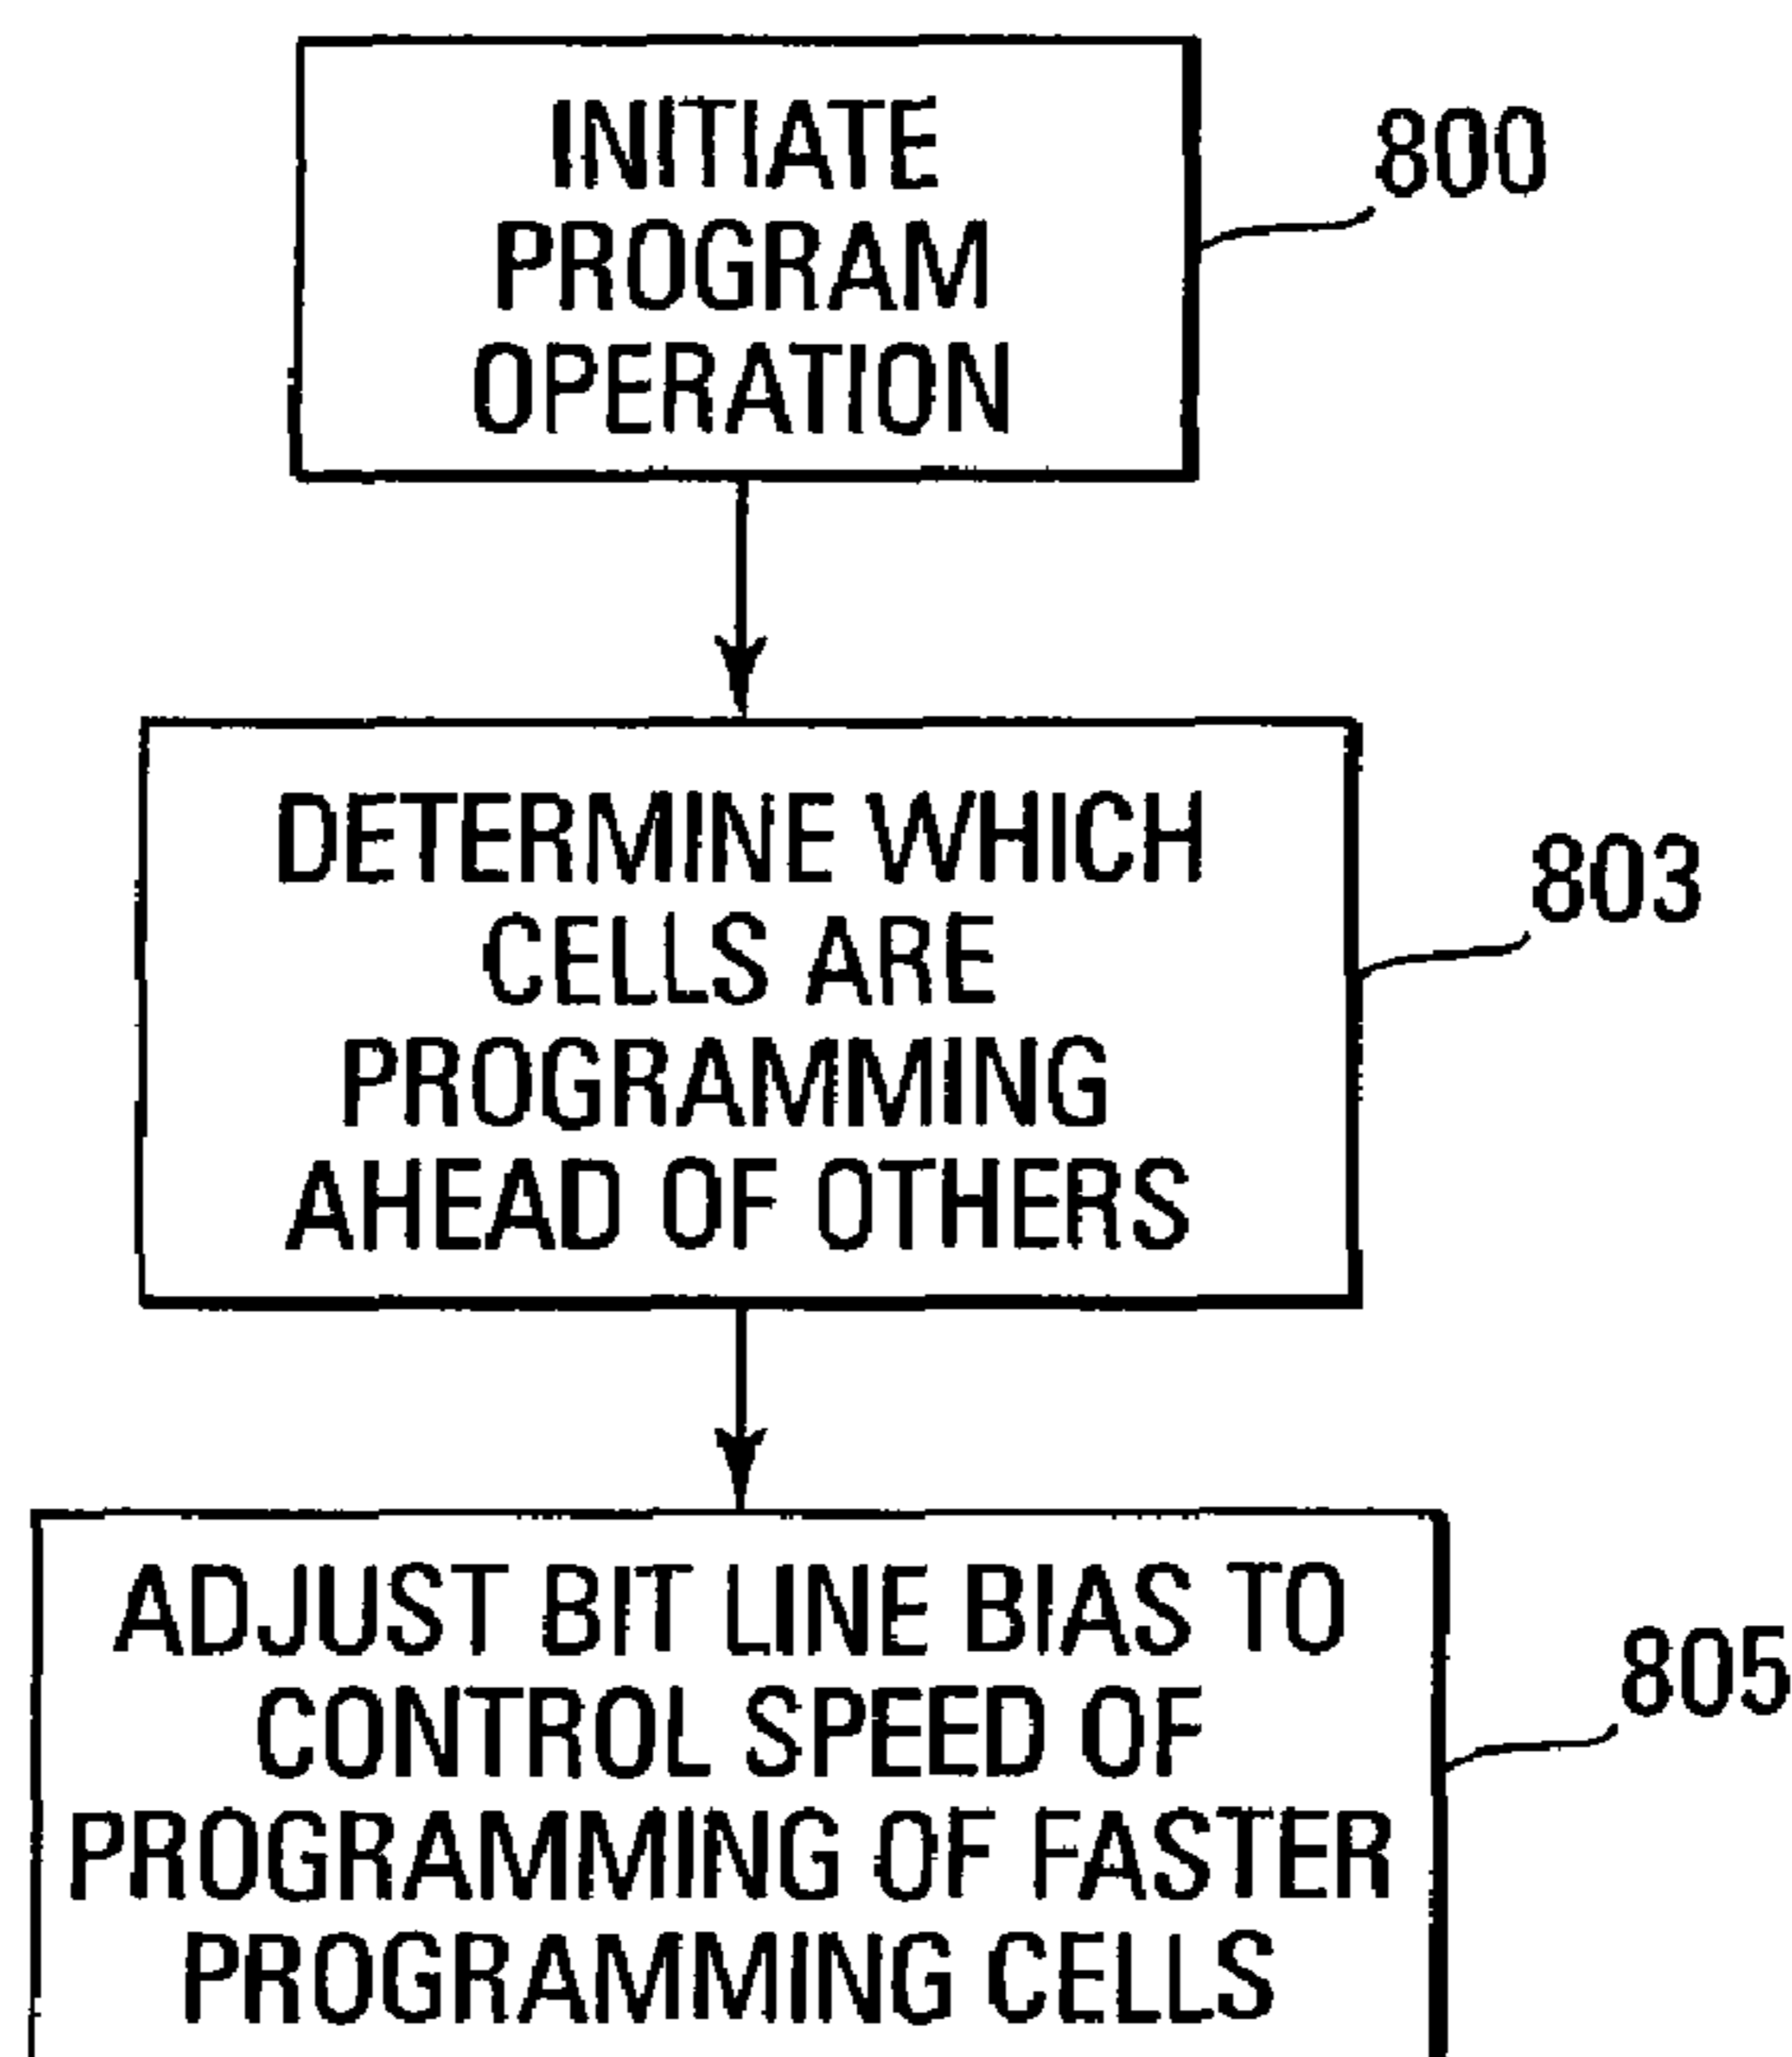 INITIATE
PROGRAM
OPERATION
800
DETERMINE WHICH
CELLS ARE
PROGRAMMING
AHEAD OF OTHERS
803
ADJUST BIT LINE BIAS TO
CONTROL SPEED OF
PROGRAMMING OF FASTER
PROGRAMMING CELLS
805